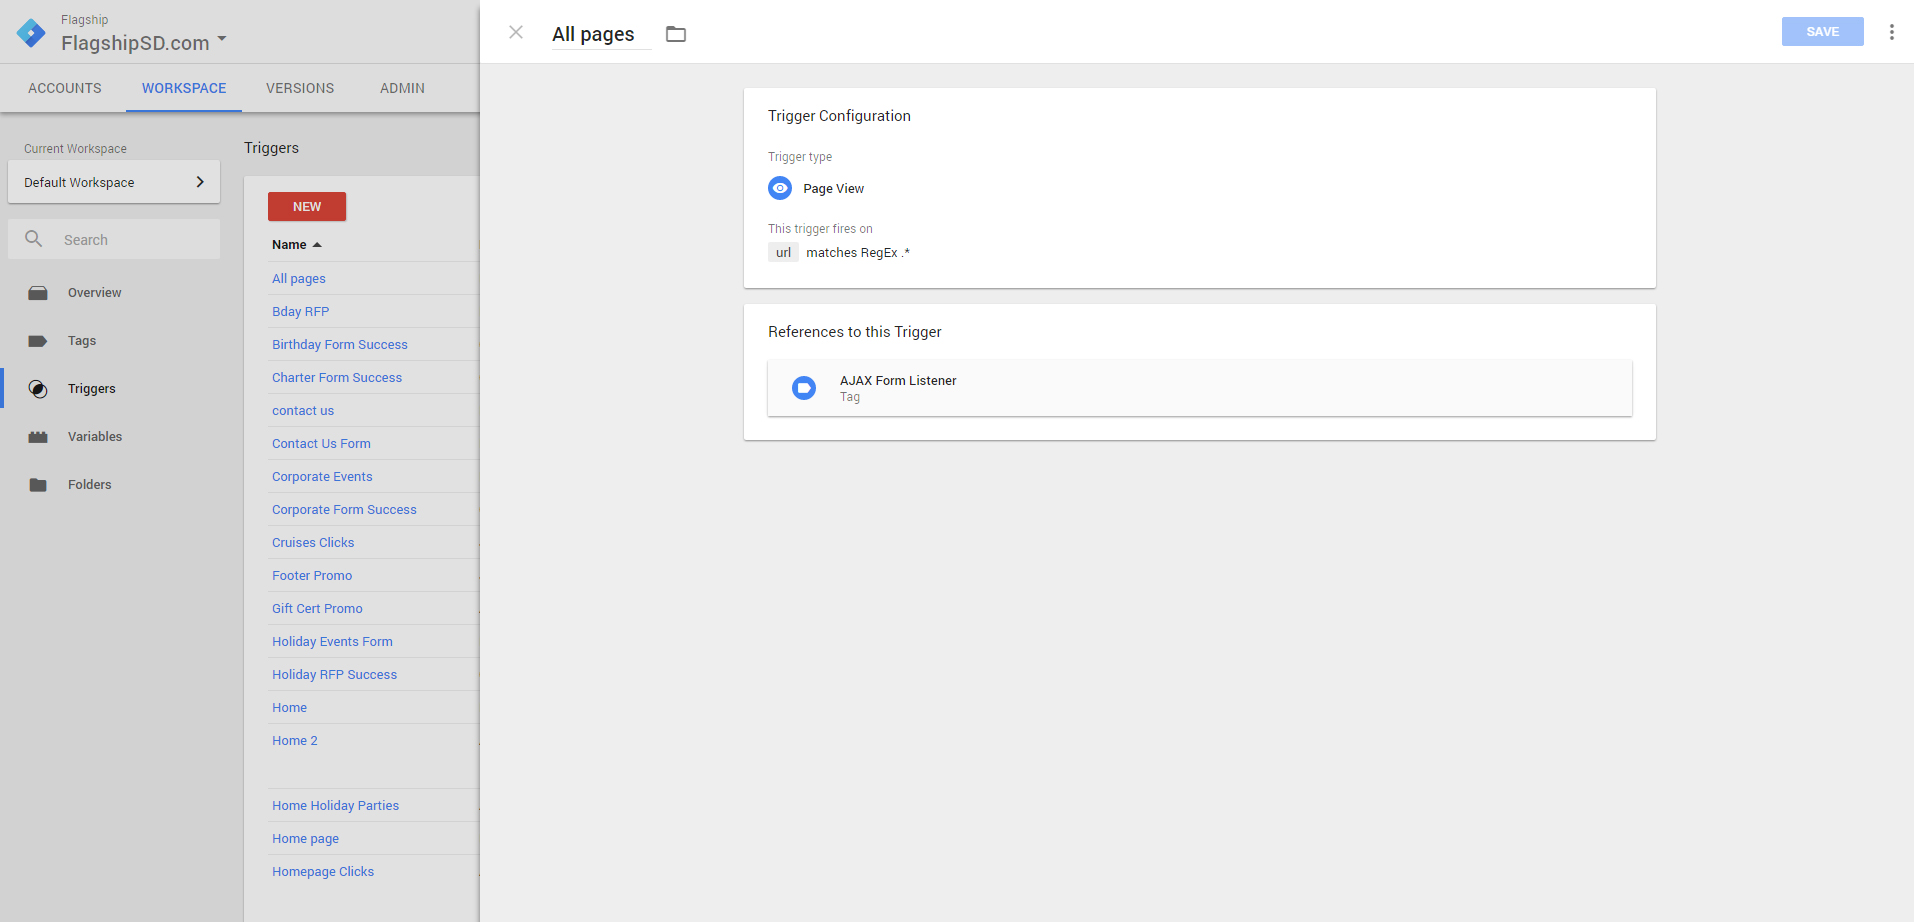 Flagship
FlagshipSD.com
All pages
SAVE
ACCOUNTS
WORKSPACE
VERSIONS
ADMIN
Current Workspace
Default Workspace
Search
Overview
Tags
Triggers
Variables
Folders
Triggers
NEW
Name
All pages
Bday RFP
Birthday Form Success
Charter Form Success
contact us
Contact Us Form
Corporate Events
Corporate Form Success
Cruises Clicks
Footer Promo
Gift Cert Promo
Holiday Events Form
Holiday RFP Success
Home
Home 2
Home Holiday Parties
Home page
Homepage Clicks
Trigger Configuration
Trigger type
Page View
This trigger fires on
url matches RegEx .*
References to this Trigger
AJAX Form Listener
Tag